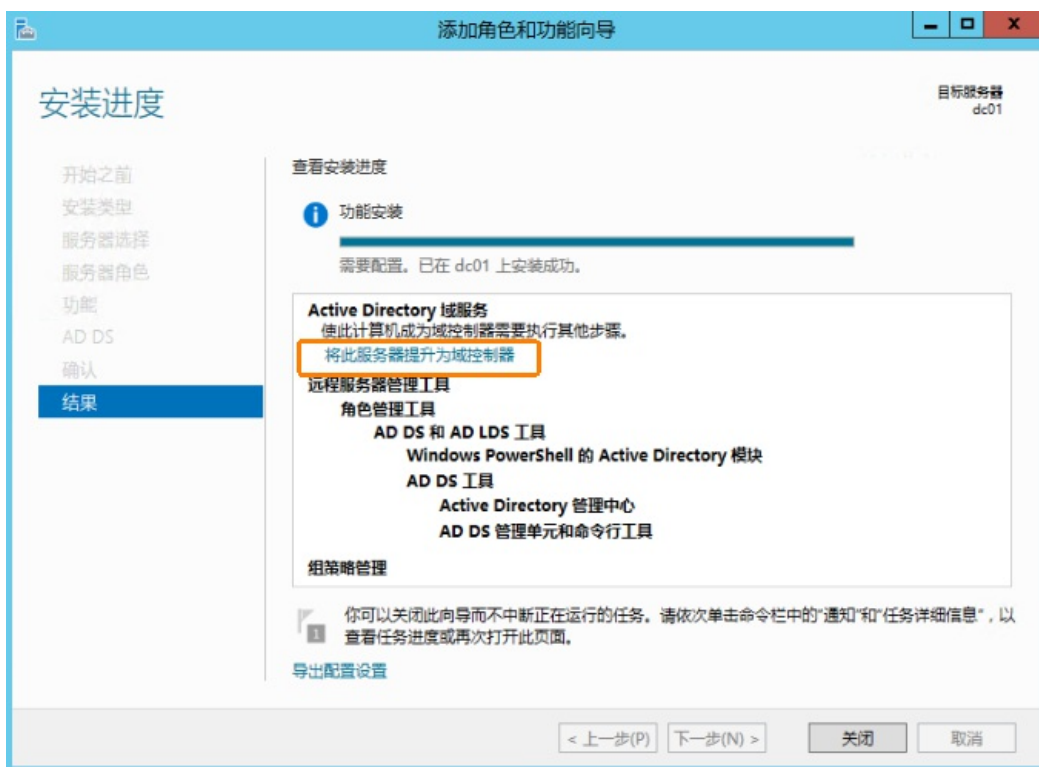 添加角色和功能向导
安装进度
目标服务器
dc01
开始之前
安装类型
服务器选择
服务器角色
功能
AD DS
确认
结果
查看安装进度
功能安装
需要配置。已在 dc01 上安装成功。
Active Directory 域服务
使此计算机成为域控制器需要执行其他步骤。
将此服务器提升为域控制器
远程服务器管理工具
角色管理工具
AD DS 和 AD LDS 工具
Windows PowerShell 的 Active Directory 模块
AD DS 工具
Active Directory 管理中心
AD DS 管理单元和命令行工具
组策略管理
1
你可以关闭此向导而不中断正在运行的任务。请依次单击命令栏中的“通知”和“任务详细信息”，以
查看任务进度或再次打开此页面。
导出配置设置
< 上一步(P) 下一步(N) > 关闭 取消